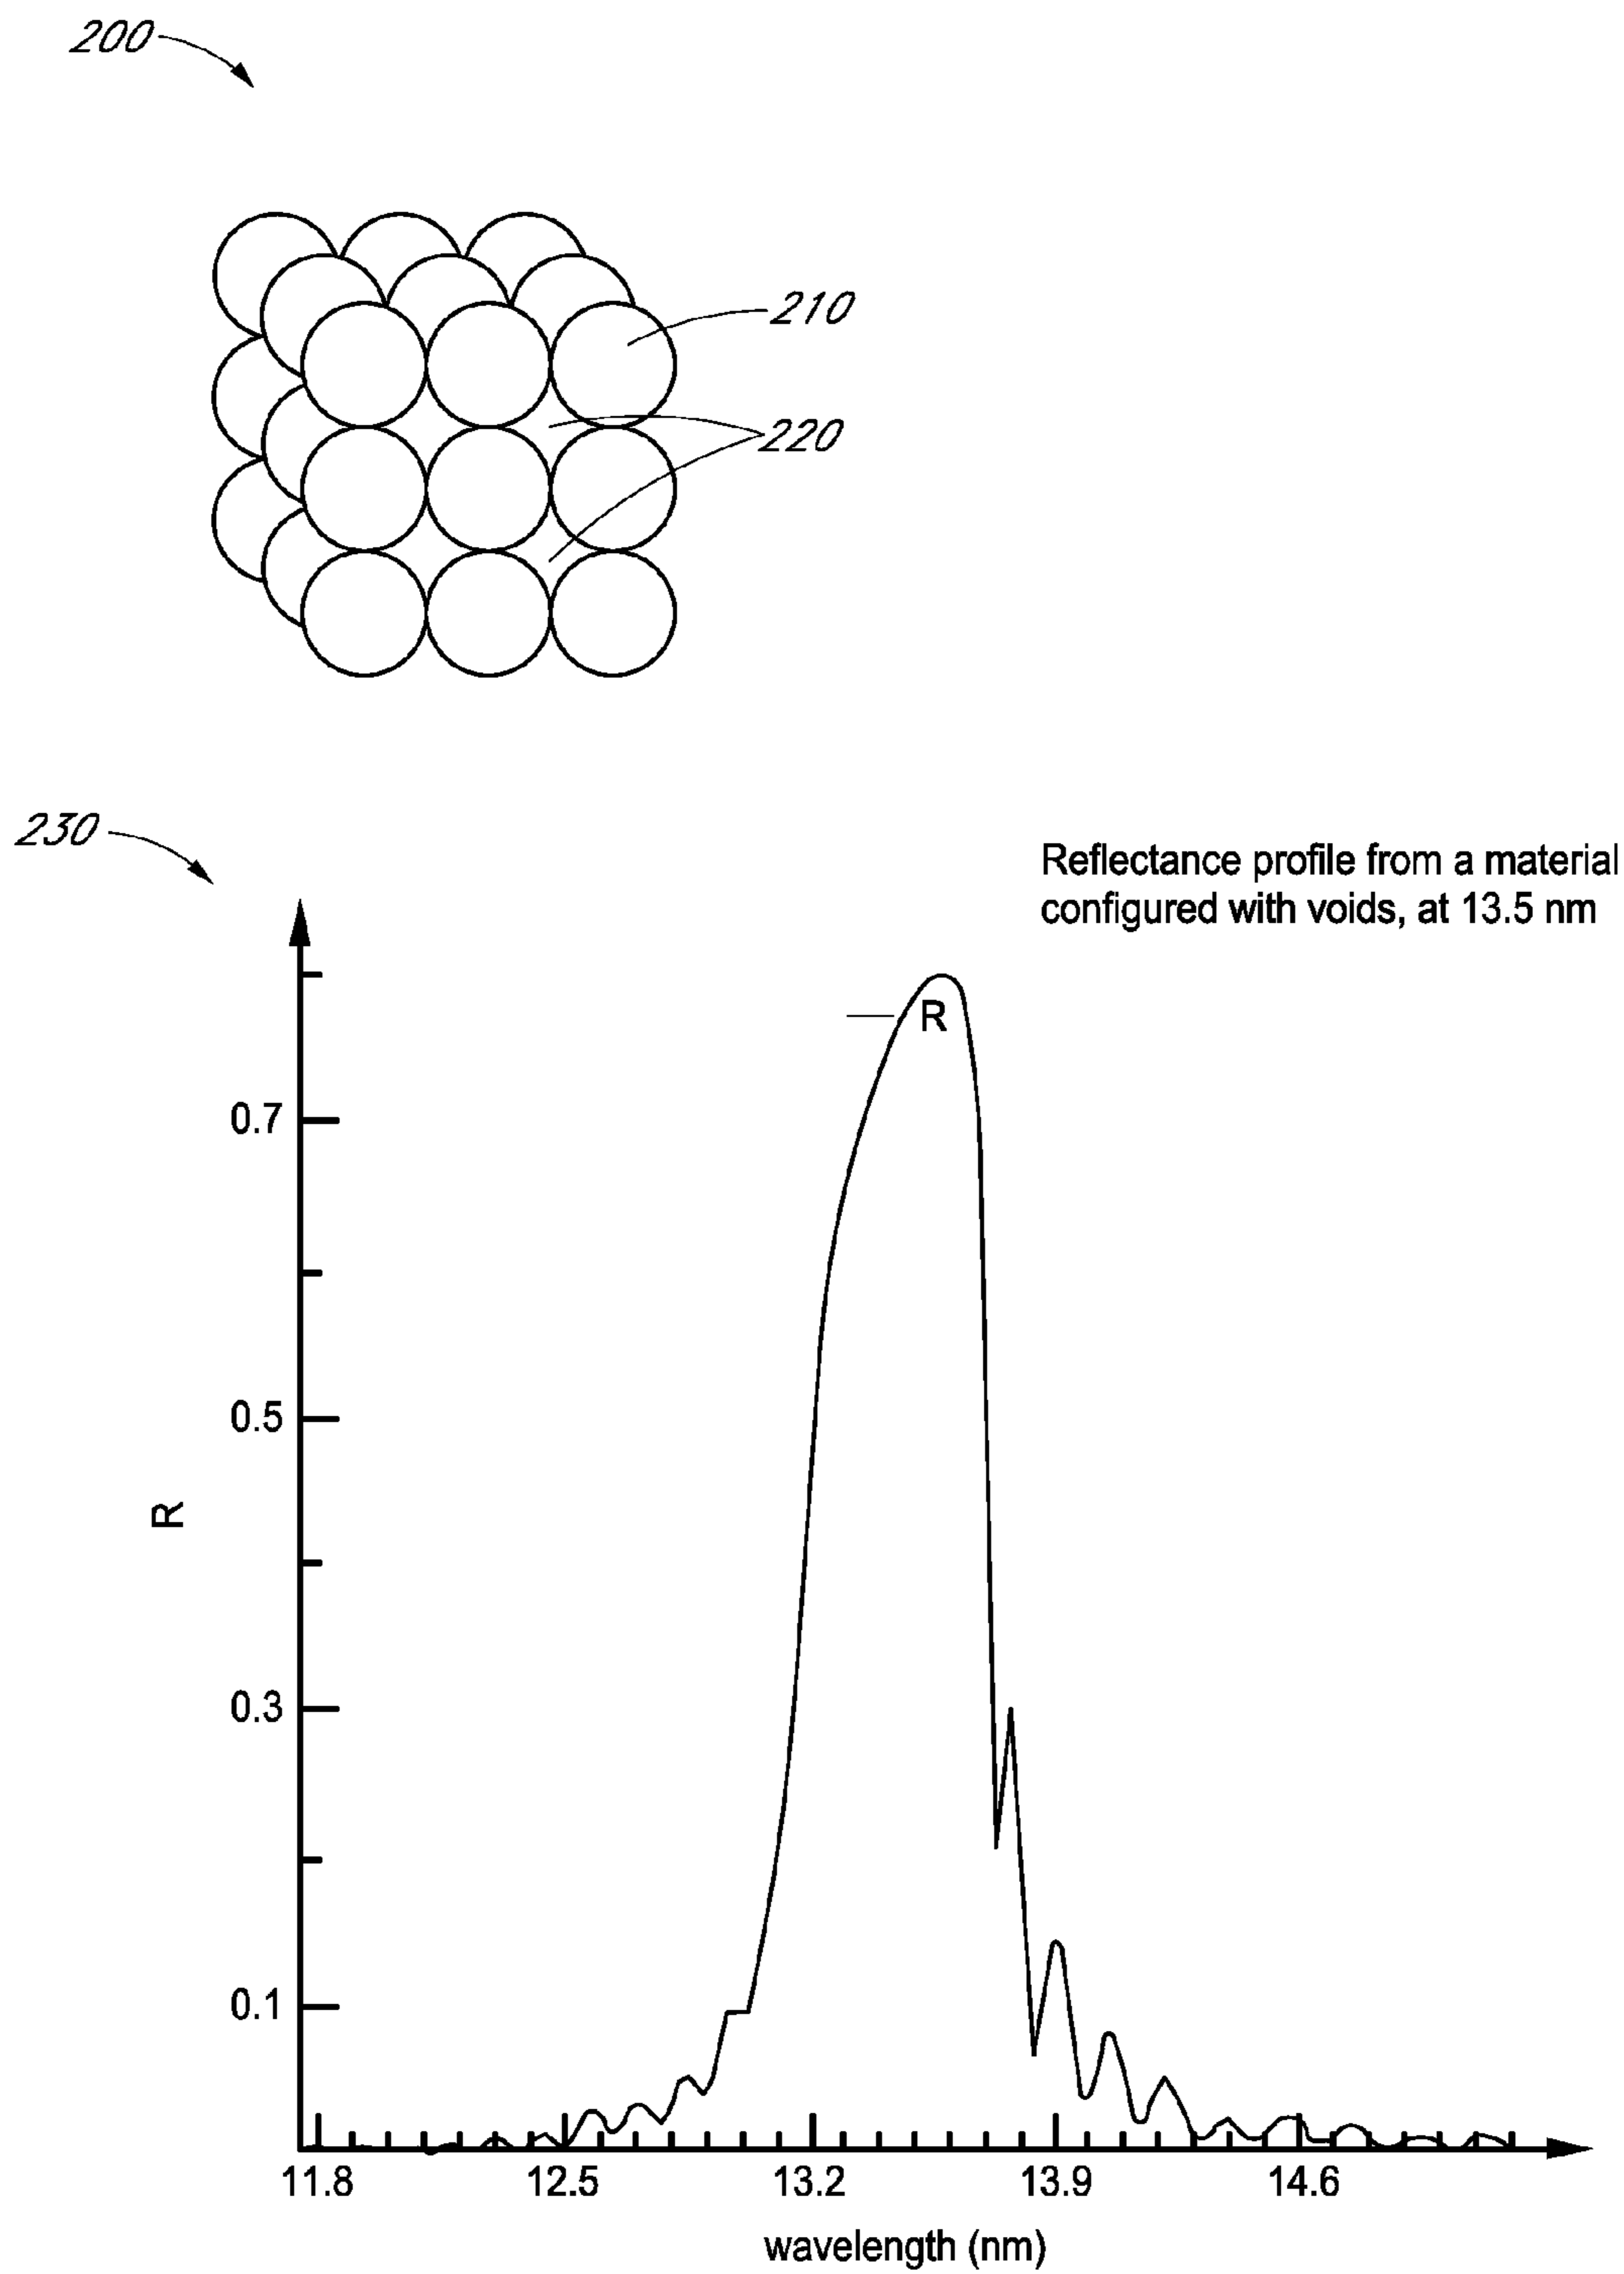 200
210
220
230
Reflectance profile from a material
configured with voids, at 13.5 nm
R
0.7
0.5
R
0.3
0.1
11.8 12.5 13.2 13.9 14.6
wavelength (nm)